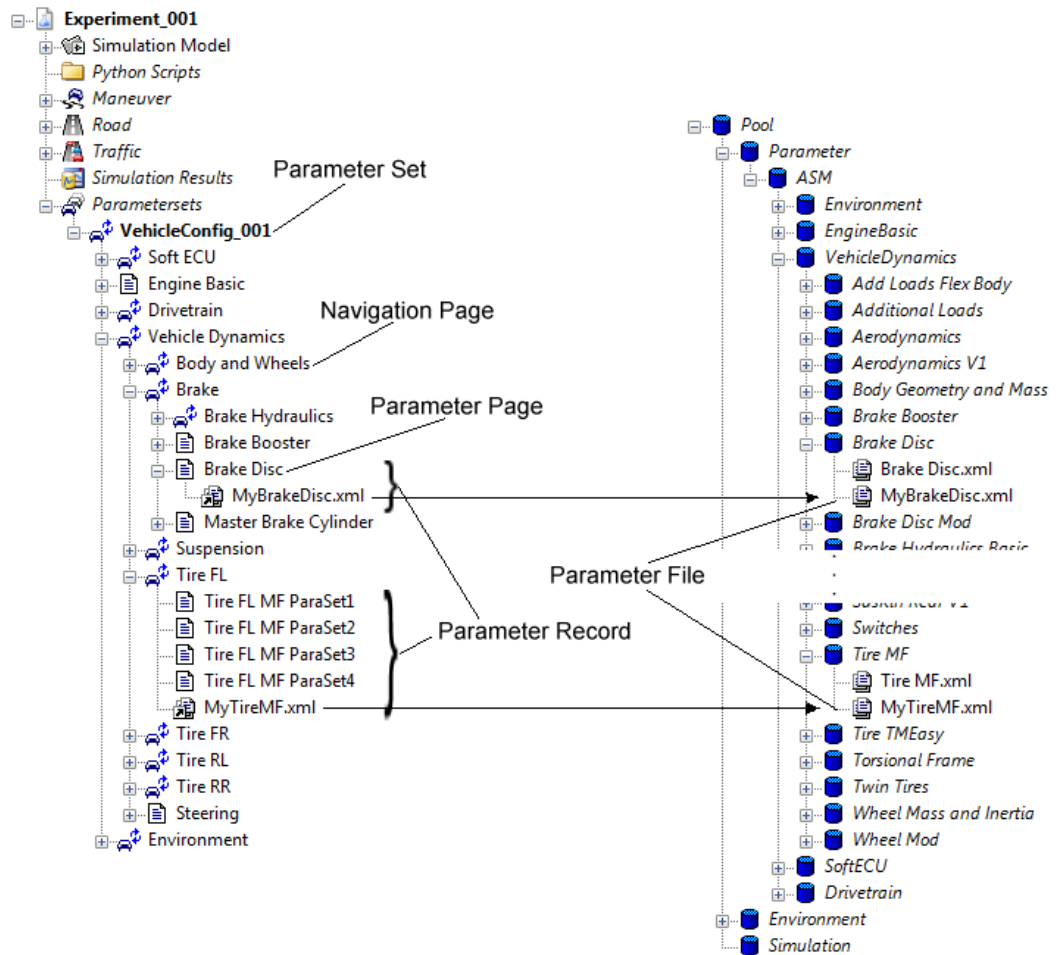 Experiment_001
Simulation Model
Python Scripts
Maneuver
Road
Traffic
Simulation Results
Parametersets
VehicleConfig_001
Soft ECU
Engine Basic
Drivetrain
Vehicle Dynamics
Body and Wheels
Brake
Brake Hydraulics
Brake Booster
Brake Disc
MyBrakeDisc.xml
Master Brake Cylinder
Suspension
Tire FL
Tire FL MF ParaSet1
Tire FL MF ParaSet2
Tire FL MF ParaSet3
Tire FL MF ParaSet4
MyTireMF.xml
Tire FR
Tire RL
Tire RR
Steering
Environment
Parameter Set
Navigation Page
Parameter Page
Parameter File
Parameter Record
Pool
Parameter
ASM
Environment
EngineBasic
VehicleDynamics
Add Loads Flex Body
Additional Loads
Aerodynamics
Aerodynamics V1
Body Geometry and Mass
Brake Booster
Brake Disc
Brake Disc.xml
MyBrakeDisc.xml
Brake Disc Mod
Brake Hydraulics Basic
SusKin Rear V1
Switches
Tire MF
Tire MF.xml
MyTireMF.xml
Tire TMEasy
Torsional Frame
Twin Tires
Wheel Mass and Inertia
Wheel Mod
SoftECU
Drivetrain
Environment
Simulation